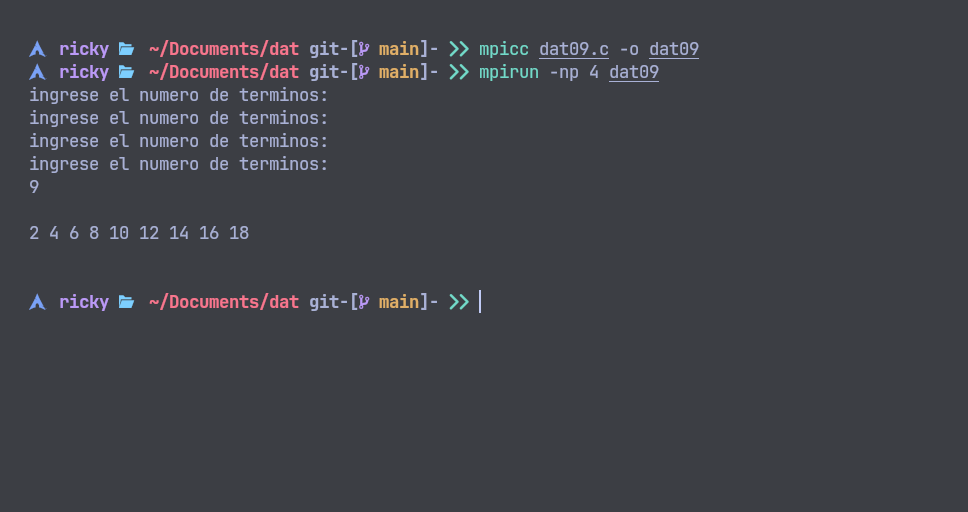 ricky ~/Documents/dat git-[main]- >> mpicc dat09.c -o dat09
ricky ~/Documents/dat git-[main]- >> mpirun -np 4 dat09
ingrese el numero de terminos:
ingrese el numero de terminos:
ingrese el numero de terminos:
ingrese el numero de terminos:
9
2 4 6 8 10 12 14 16 18
ricky ~/Documents/dat git-[main]- >>